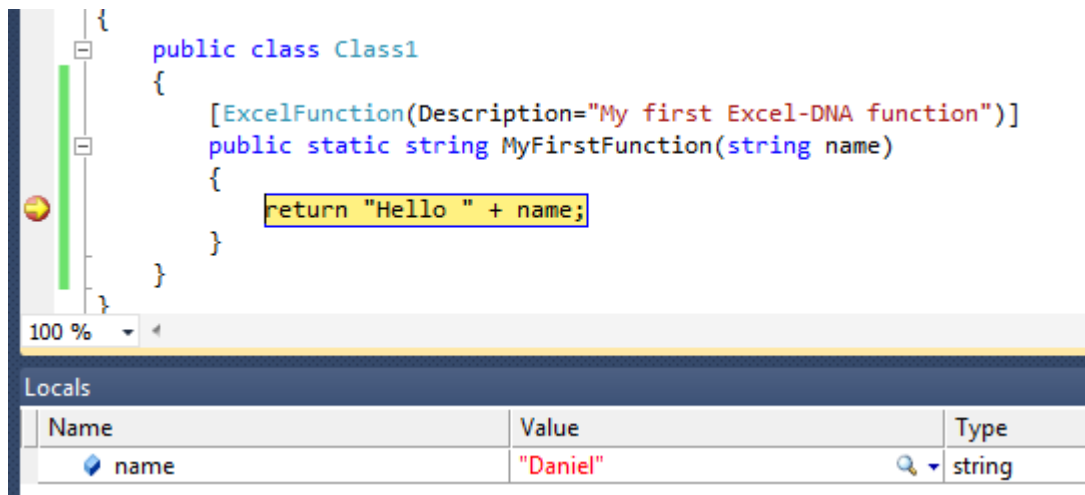 {
public class Class1
{
[ExcelFunction(Description="My first Excel-DNA function")]
public static string MyFirstFunction(string name)
{
return "Hello " + name;
}
}
}
100 %
Locals
Name Value Type
name "Daniel" string